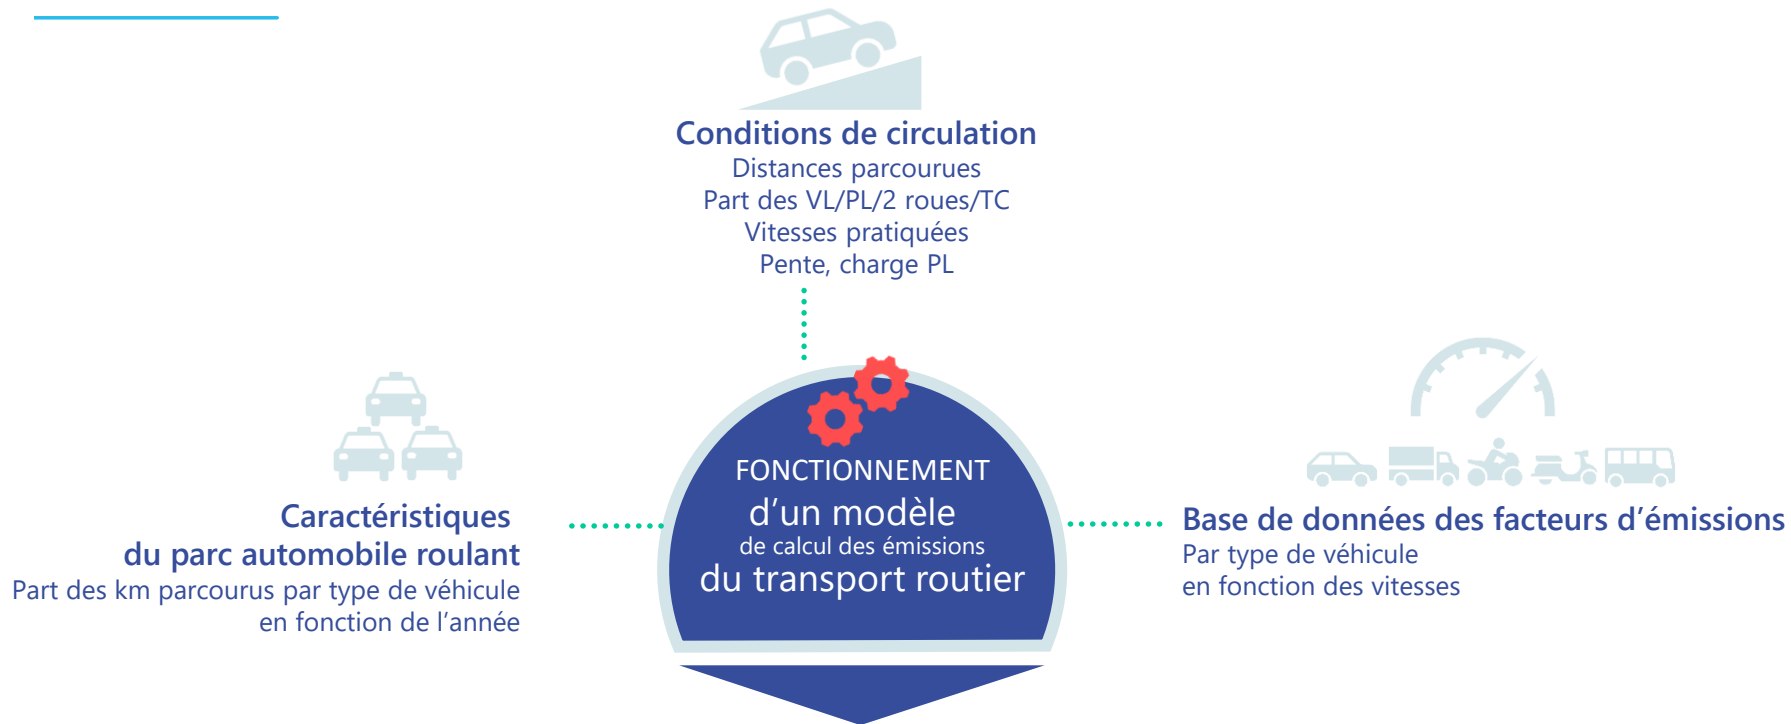 Conditions de circulation
Distances parcourues
Part des VL/PL/2 roues/TC
Vitesses pratiquées
Pente, charge PL
FONCTIONNEMENT
d’un modèle
de calcul des émissions
du transport routier
Caractéristiques
du parc automobile roulant
Part des km parcourus par type de véhicule
en fonction de l’année
Base de données des facteurs d’émissions
Par type de véhicule
en fonction des vitesses